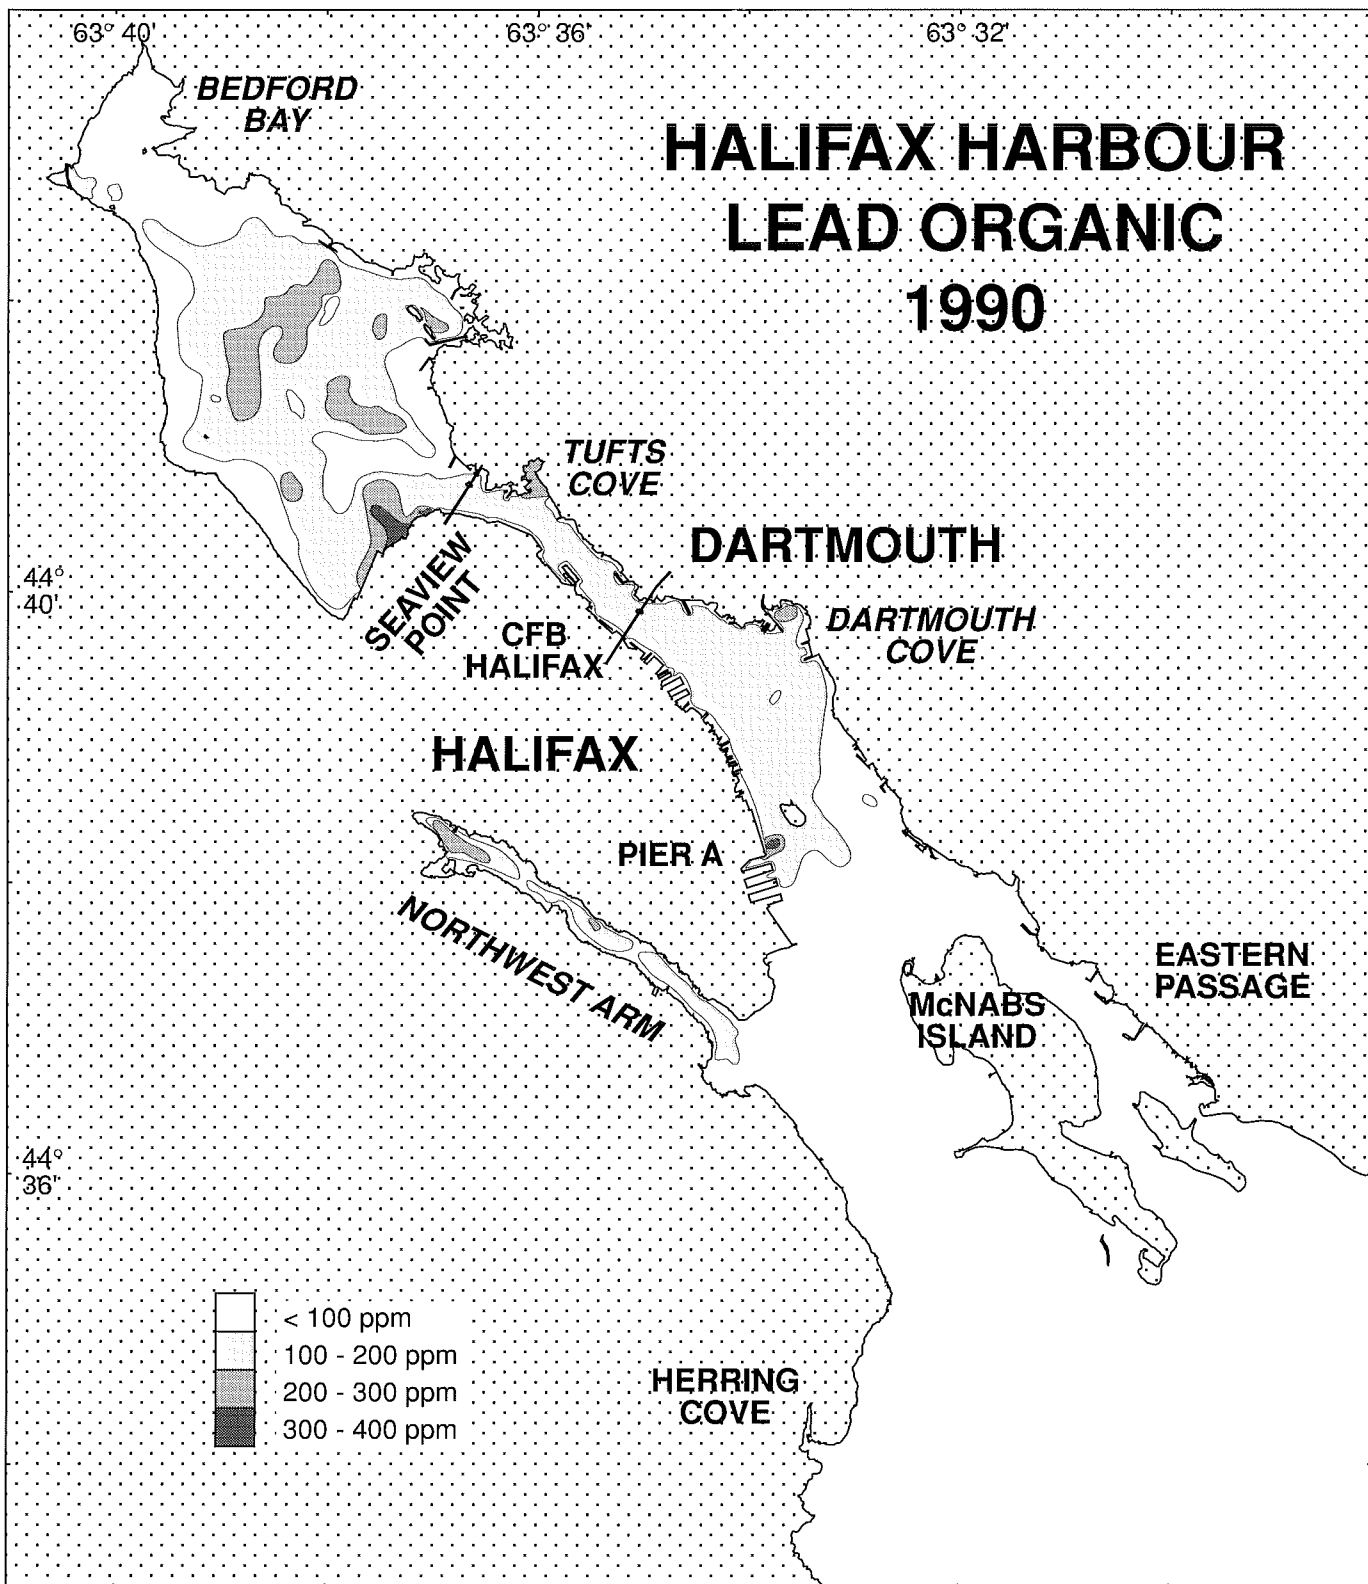 63° 40'
63° 36'
63° 32'
BEDFORD
BAY
HALIFAX HARBOUR
LEAD ORGANIC
1990
TUFTS
COVE
DARTMOUTH
SEAVIEW
POINT
44°
40'
CFB
HALIFAX
DARTMOUTH
COVE
HALIFAX
PIER A
NORTHWEST ARM
McNABS
ISLAND
EASTERN
PASSAGE
44°
36'
< 100 ppm
100 - 200 ppm
200 - 300 ppm
300 - 400 ppm
HERRING
COVE